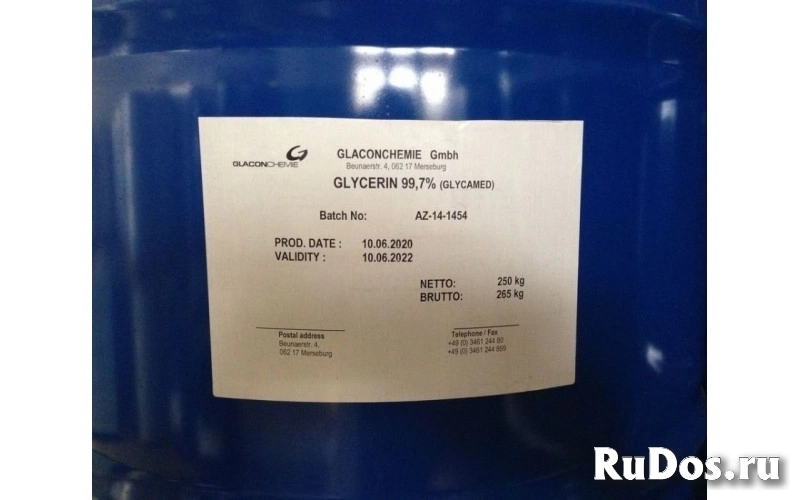 GLACONCHEMIE
GLACONCHEMIE Gmbh
Beunaerstr. 4, 062 17 Merseburg
GLYCERIN 99,7% (GLYCAMED)
Batch No: AZ-14-1454
PROD. DATE : 10.06.2020
VALIDITY : 10.06.2022
NETTO: 250 kg
BRUTTO: 265 kg
Postal address
Beunaerstr. 4,
062 17 Merseburg
Telephone / Fax
+49 (0) 3461 244 80
+49 (0) 3461 244 869
RuDos.ru